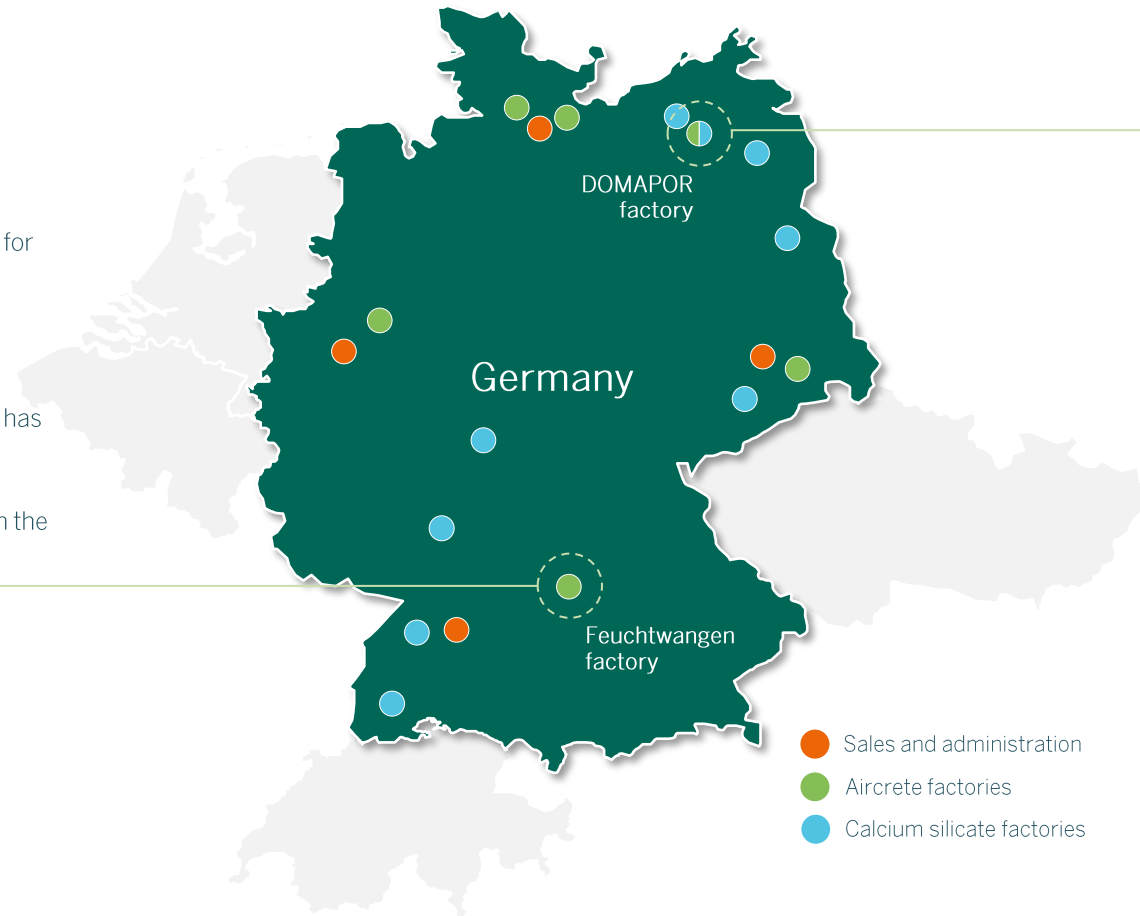 for
has
n the
DOMAPOR
factory
Germany
Feuchtwangen
factory
Sales and administration
Aircrete factories
Calcium silicate factories